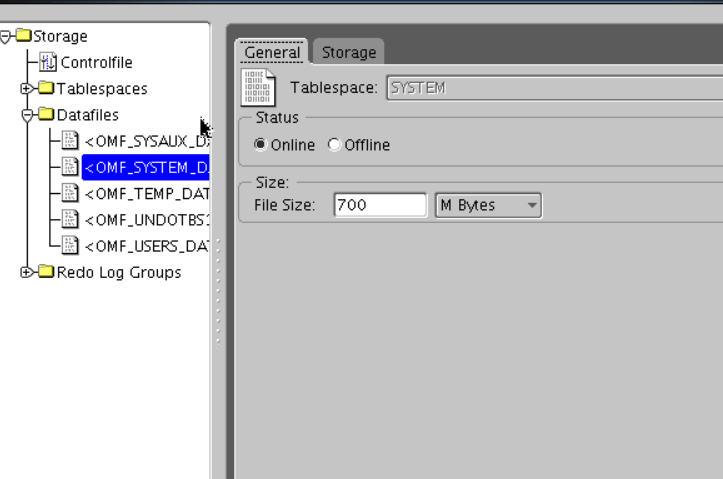 Storage
Controlfile
Tablespaces
Datafiles
<OMF_SYSAUX_D
<OMF_SYSTEM_D
<OMF_TEMP_DAT
<OMF_UNDOTBS1
<OMF_USERS_DAT
Redo Log Groups
General Storage
Tablespace: SYSTEM
Status
Online Offline
Size:
File Size: 700 M Bytes